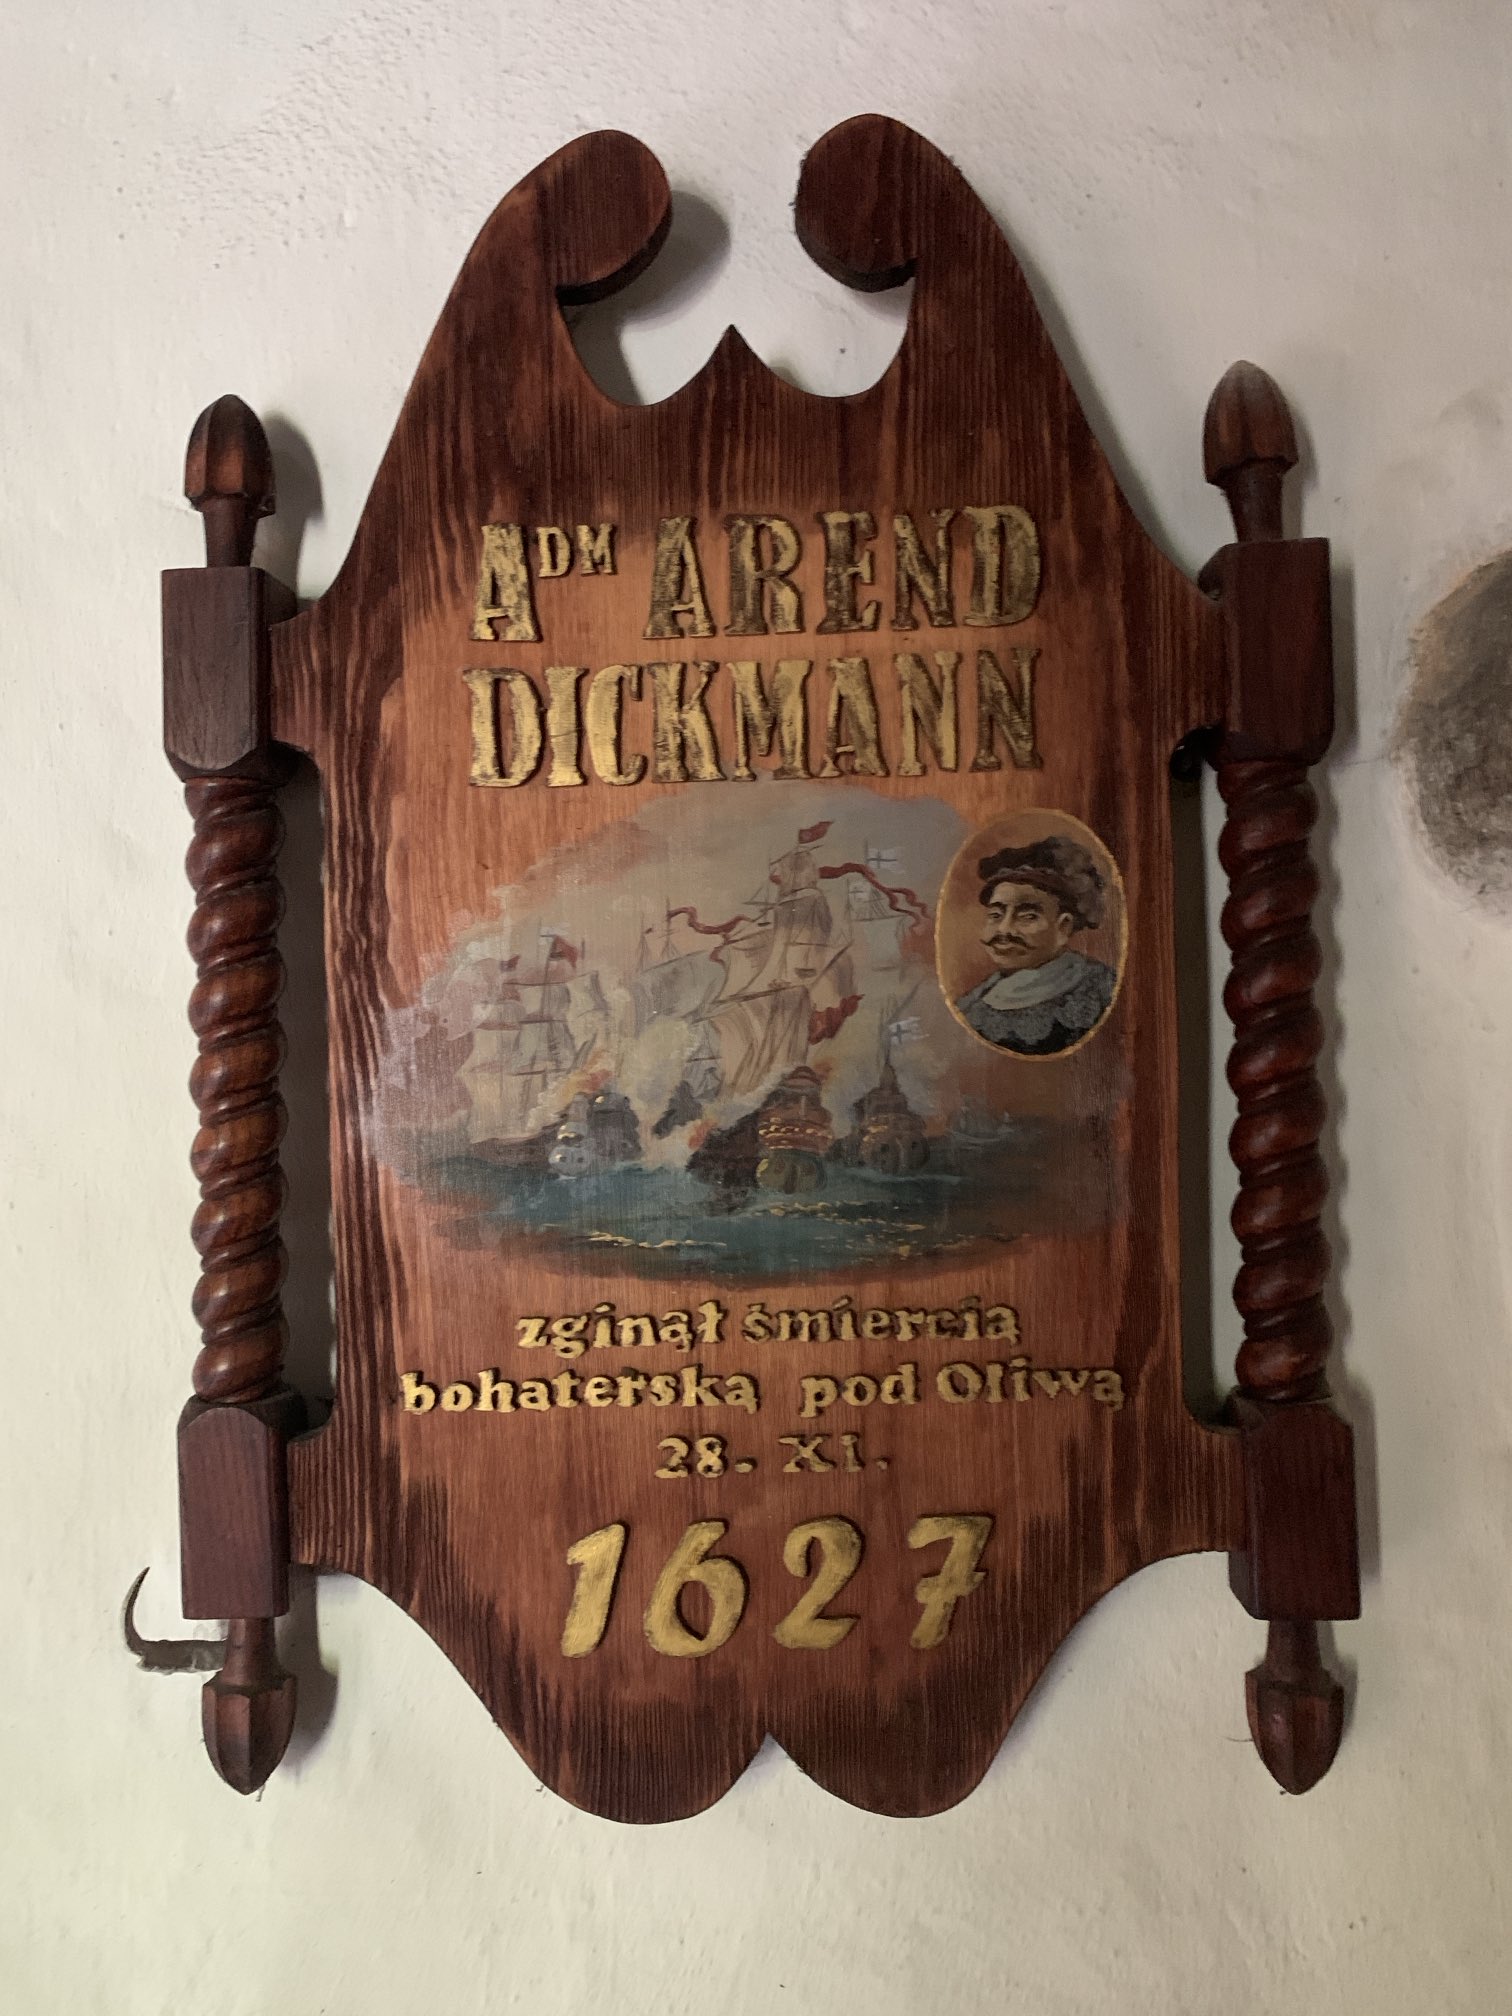 ADM AREND
DICKMANN
zginął śmiercią
bohaterską pod Oliwą
28. XI.
1627